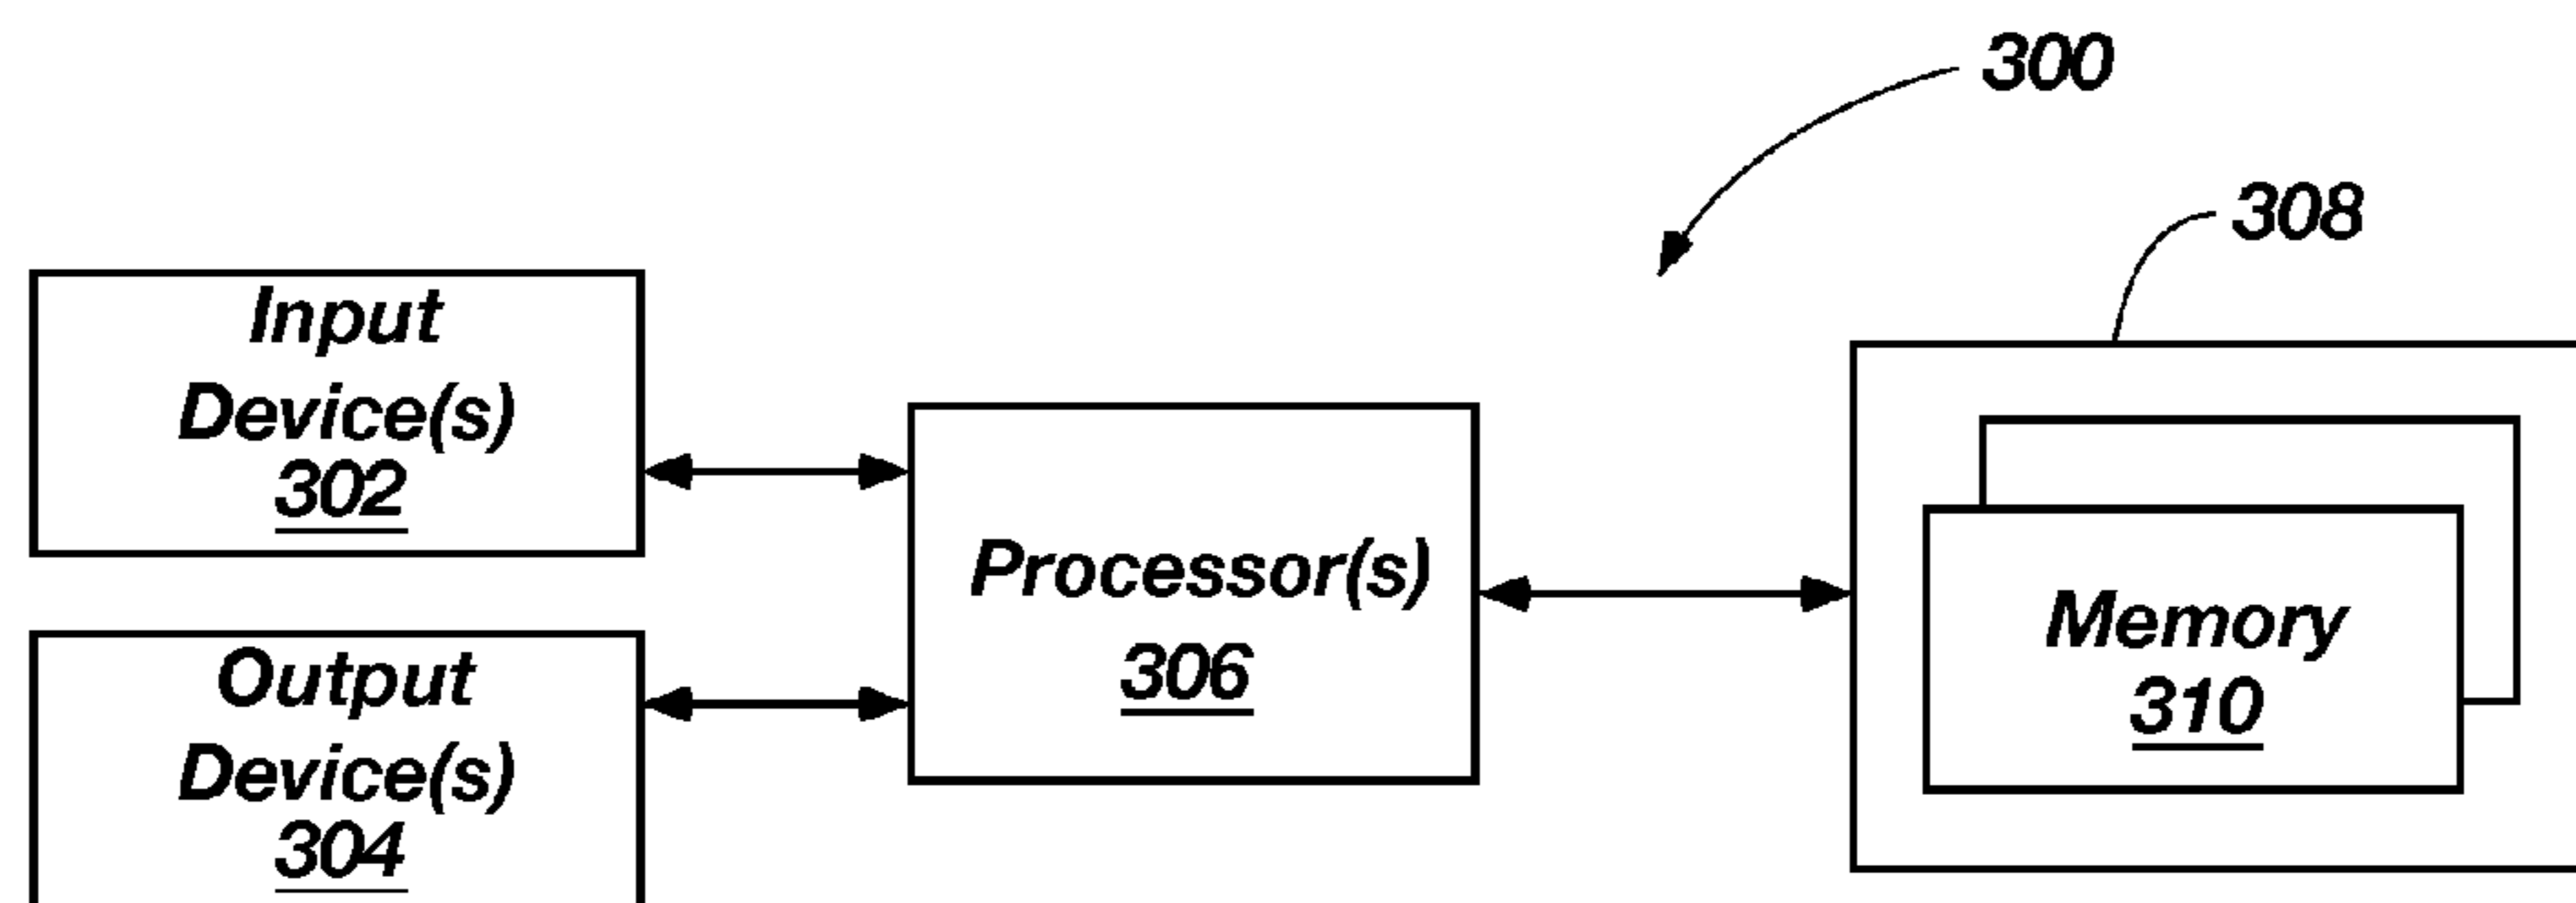 300
308
Input
Device(s)
302
Output
Device(s)
304
Processor(s)
306
Memory
310